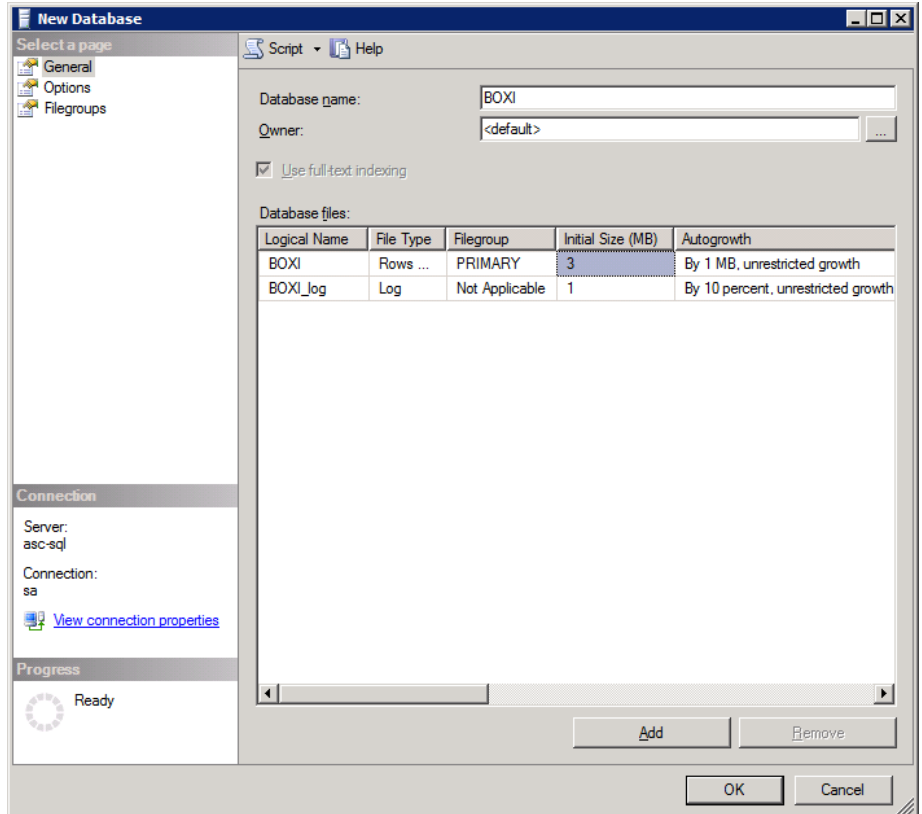 New Database
Select a page
General
Options
Filegroups
Script Help
Database name: BOXI
Owner: <default> ...
Use full-text indexing
Database files:
Logical Name File Type Filegroup Initial Size (MB) Autogrowth
BOXI Rows ... PRIMARY 3 By 1 MB, unrestricted growth
BOXI_log Log Not Applicable 1 By 10 percent, unrestricted growth
Connection
Server:
asc-sql
Connection:
sa
View connection properties
Progress
Ready
Add Remove
OK Cancel